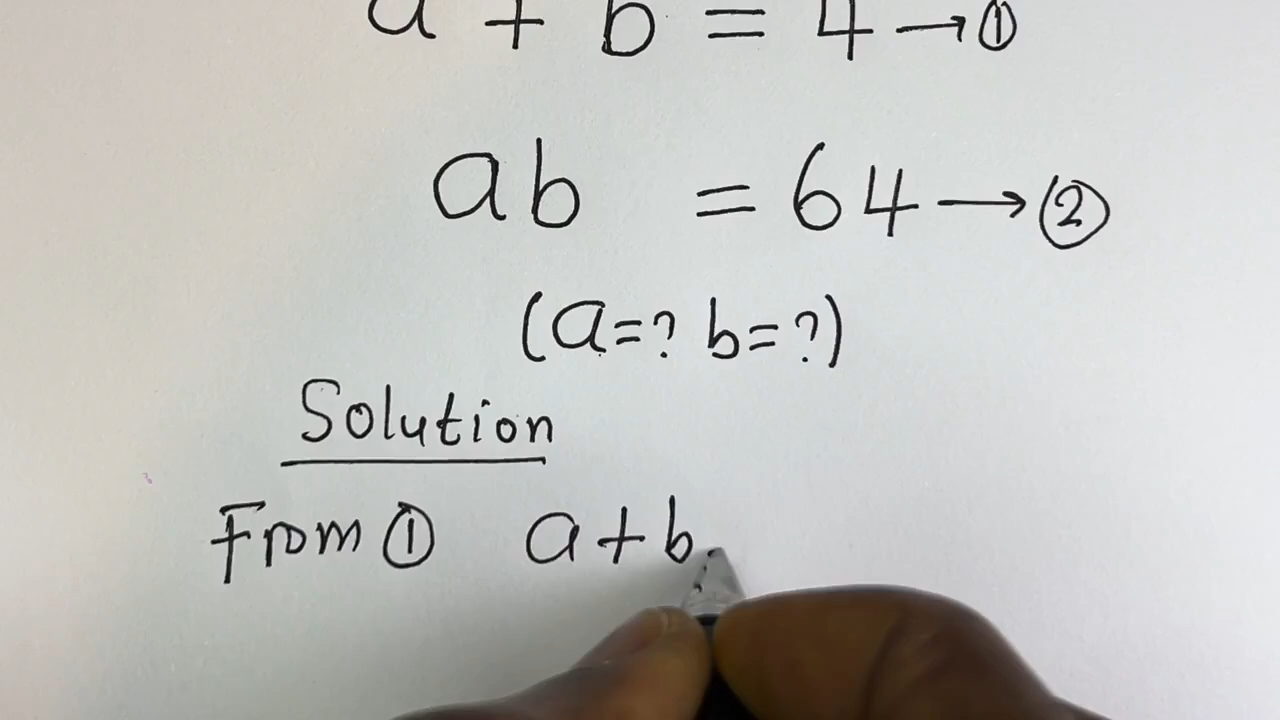 a + b = 4 → ①
ab = 64 → ②
(a=? b=?)
Solution
From ① a+b